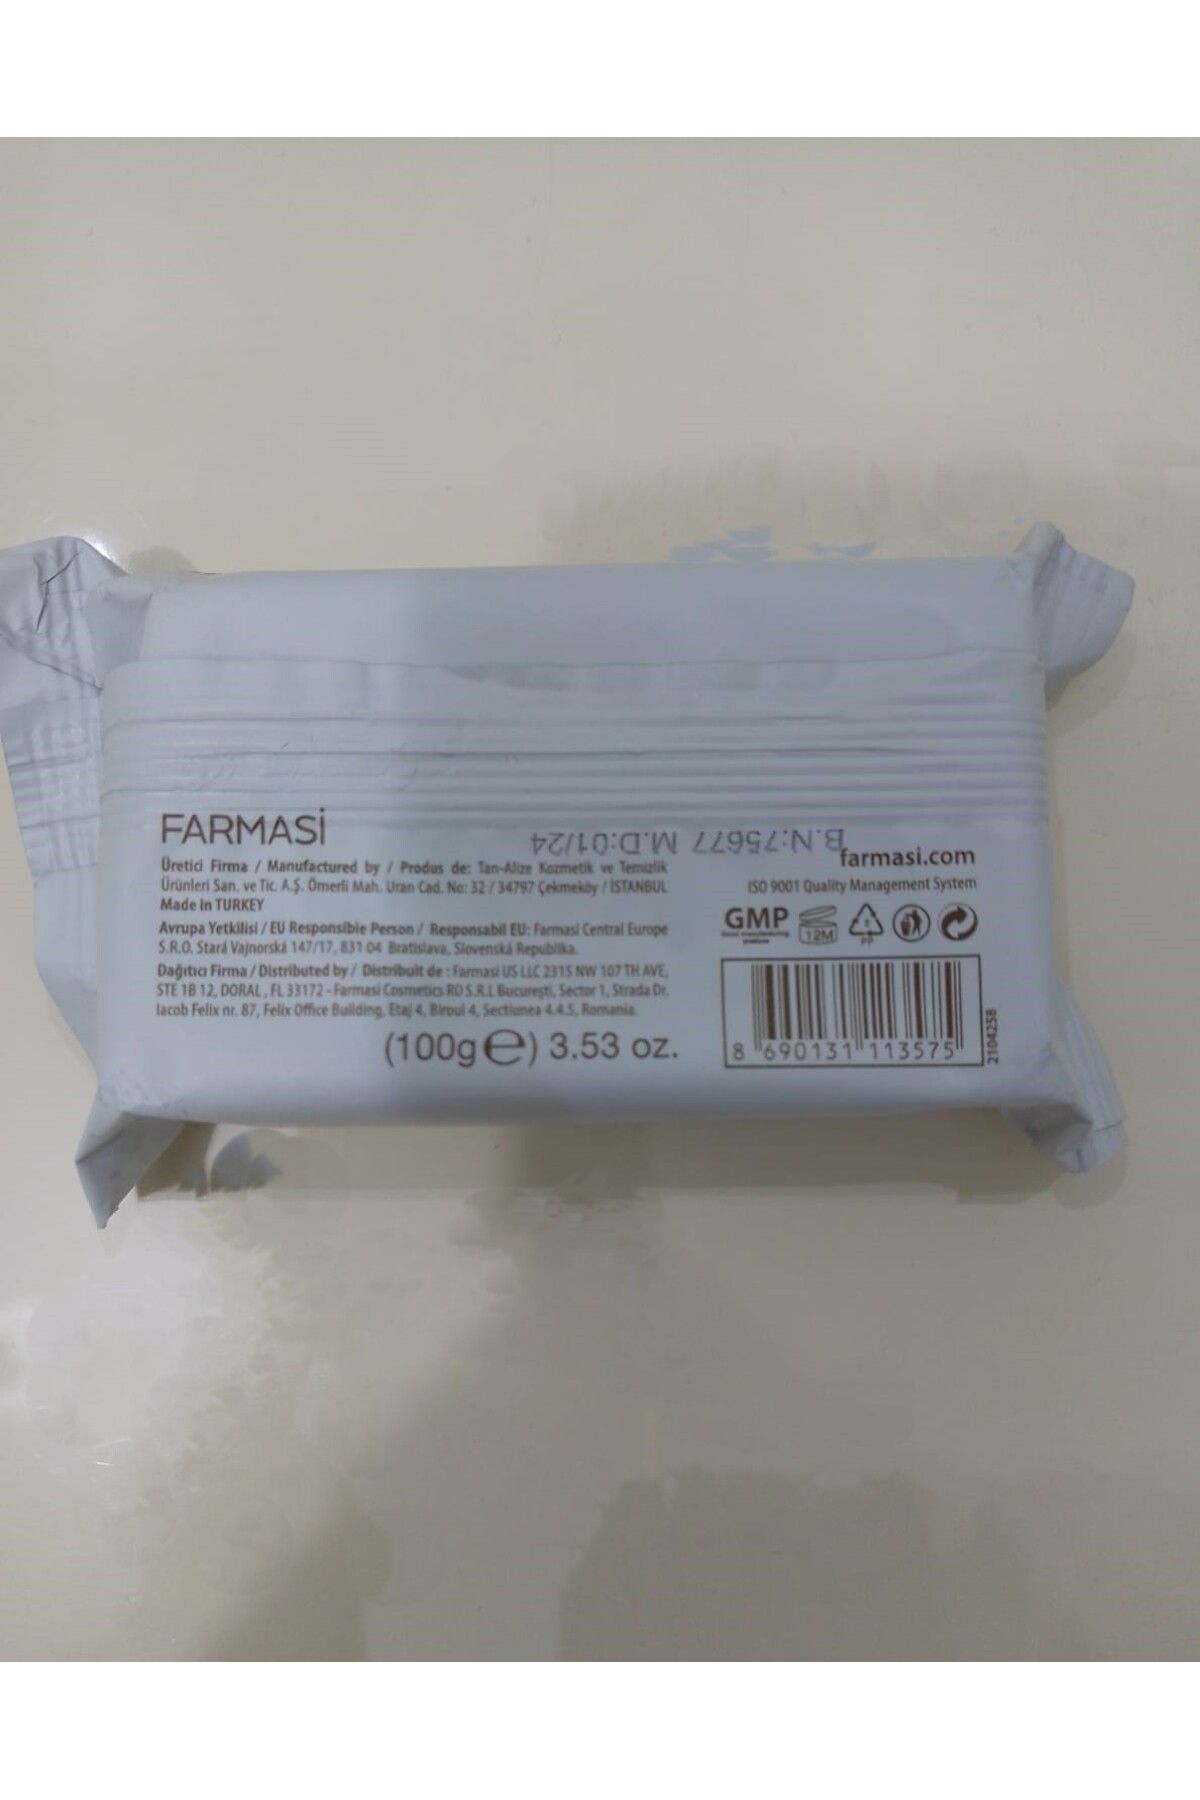 FARMASİ
Üretici Firma / Manufactured by / Produs de: Tan-Alize Kozmetik ve Temizlik
Ürünleri San. ve Tic. A.Ş. Ömerli Mah. Uran Cad. No: 32 / 34797 Çekmeköy / İSTANBUL
Made in TURKEY
Avrupa Yetkilisi / EU Responsible Person / Responsabil EU: Farmasi Central Europe
S.R.O. Stará Vajnorská 147/17, 831 04 Bratislava, Slovenská Republika.
Dağıtıcı Firma / Distributed by / Distribuit de : Farmasi US LLC 2315 NW 107 TH AVE,
STE 1B 12, DORAL , FL 33172 - Farmasi Cosmetics RO S.R.L Bucureşti, Sector 1, Strada Dr.
Iacob Felix nr. 87, Felix Office Building, Etaj 4, Biroul 4, Sectiunea 4.4.5, Romania.
(100g e) 3.53 oz.
B.N:75677 M.D:01/24
farmasi.com
ISO 9001 Quality Management System
GMP
Good manufacturing
practices
12M
PP
8 690131 113575
2104258